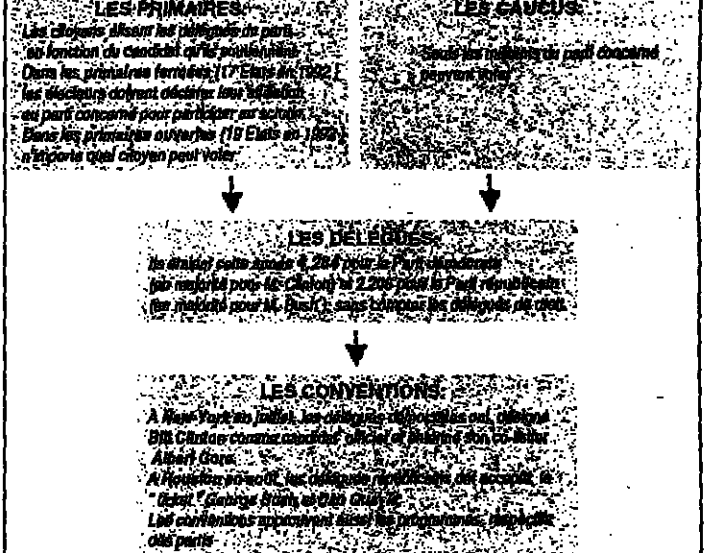 LES PRIMAIRES:
Les citoyens élisent les délégués du parti
en fonction du candidat qu'ils soutiennent
Dans les primaires fermées (17 Etats en 1992)
les électeurs doivent déclarer leur affiliation
au parti concerné pour participer au scrutin.
Dans les primaires ouvertes (19 Etats en 1992)
n'importe quel citoyen peut voter
LES CAUCUS:
Seuls les militants du parti concerné
peuvent voter
LES DELEGUES:
Ils étaient cette année 4.284 pour le Parti démocrate
(en majorité pour M. Clinton) et 2.206 pour le Parti républicain
(en majorité pour M. Bush), sans compter les délégués de droit.
LES CONVENTIONS:
A New-York en juillet, les délégués démocrates ont désigné
Bill Clinton comme candidat officiel et entériné son co-listier
Albert Gore.
A Houston en août, les délégués républicains ont accepté le
"ticket" George Bush et Dan Quayle
Les conventions approuvent aussi les programmes respectifs
des partis